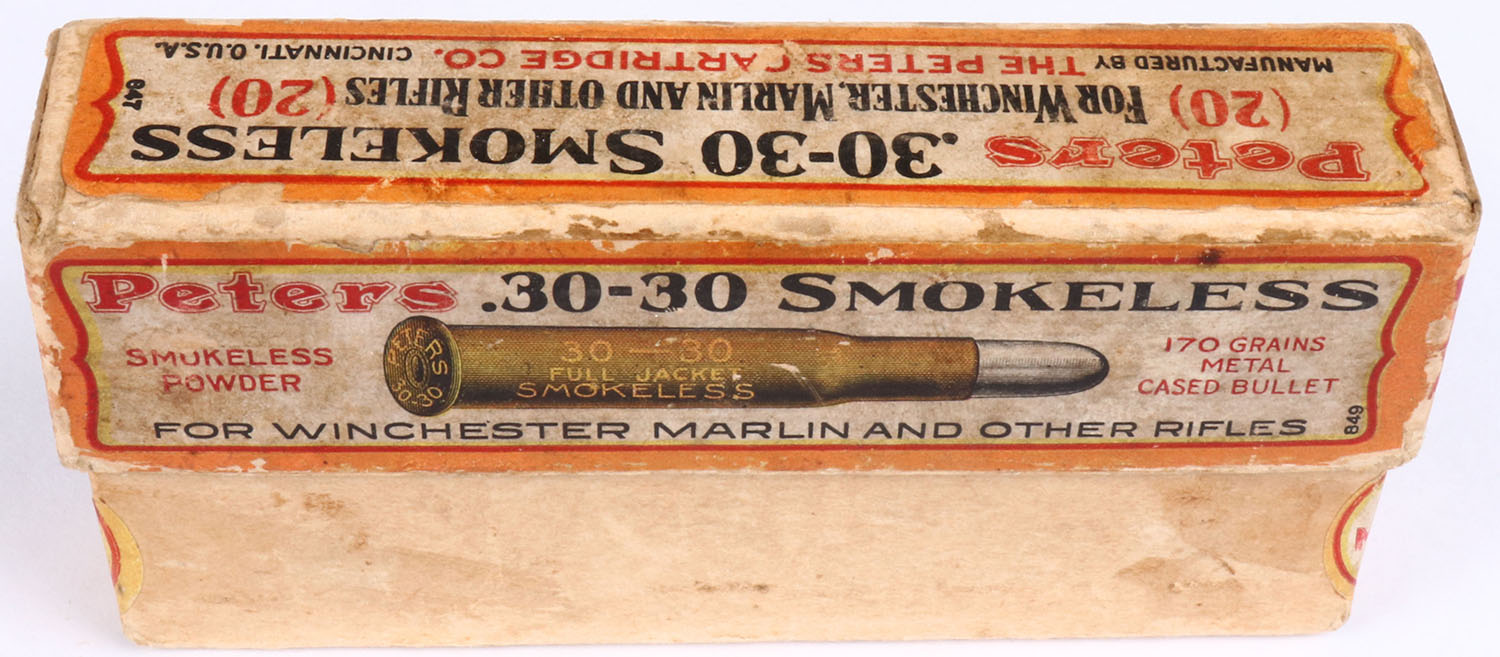 Peters .30-30 SMOKELESS
(20) FOR WINCHESTER, MARLIN AND OTHER RIFLES (20)
MANUFACTURED BY THE PETERS CARTRIDGE CO. CINCINNATI, O.U.S.A.
847
Peters .30-30 SMOKELESS
SMOKELESS
POWDER
PETERS
30-30
30—30
FULL JACKET
SMOKELESS
170 GRAINS
METAL
CASED BULLET
FOR WINCHESTER MARLIN AND OTHER RIFLES
849